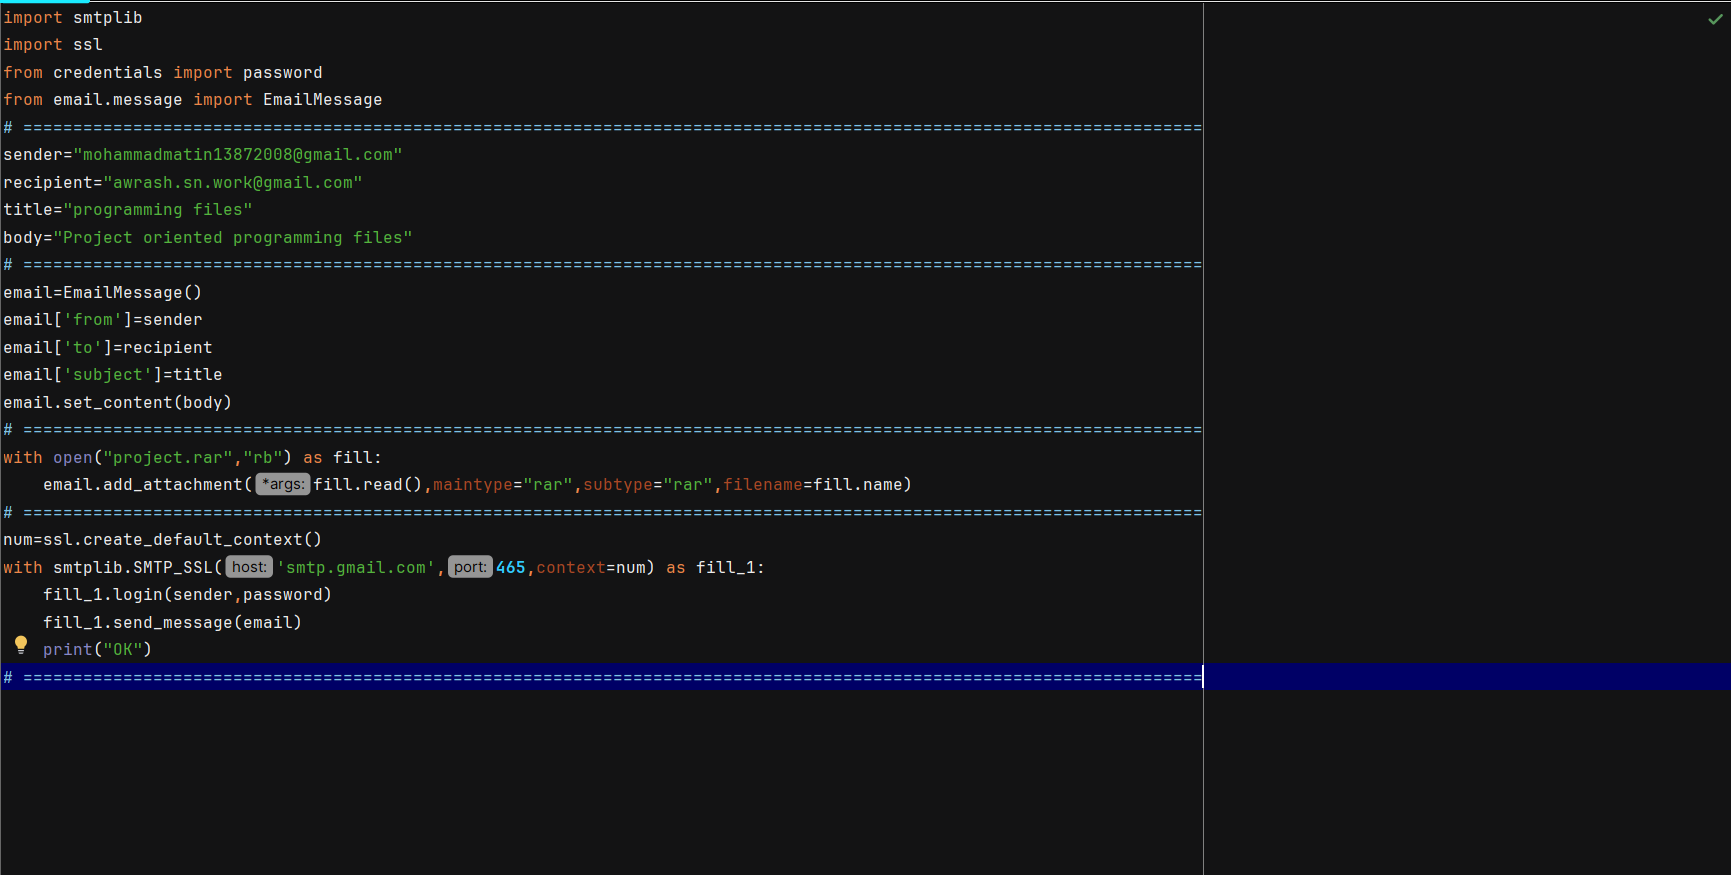 import smtplib
import ssl
from credentials import password
from email.message import EmailMessage
# ======================================================================================================================
sender="mohammadmatin13872008@gmail.com"
recipient="awrash.sn.work@gmail.com"
title="programming files"
body="Project oriented programming files"
# ======================================================================================================================
email=EmailMessage()
email['from']=sender
email['to']=recipient
email['subject']=title
email.set_content(body)
# ======================================================================================================================
with open("project.rar","rb") as fill:
    email.add_attachment( *args: fill.read(),maintype="rar",subtype="rar",filename=fill.name)
# ======================================================================================================================
num=ssl.create_default_context()
with smtplib.SMTP_SSL( host: 'smtp.gmail.com', port: 465,context=num) as fill_1:
    fill_1.login(sender,password)
    fill_1.send_message(email)
    print("OK")
# ======================================================================================================================